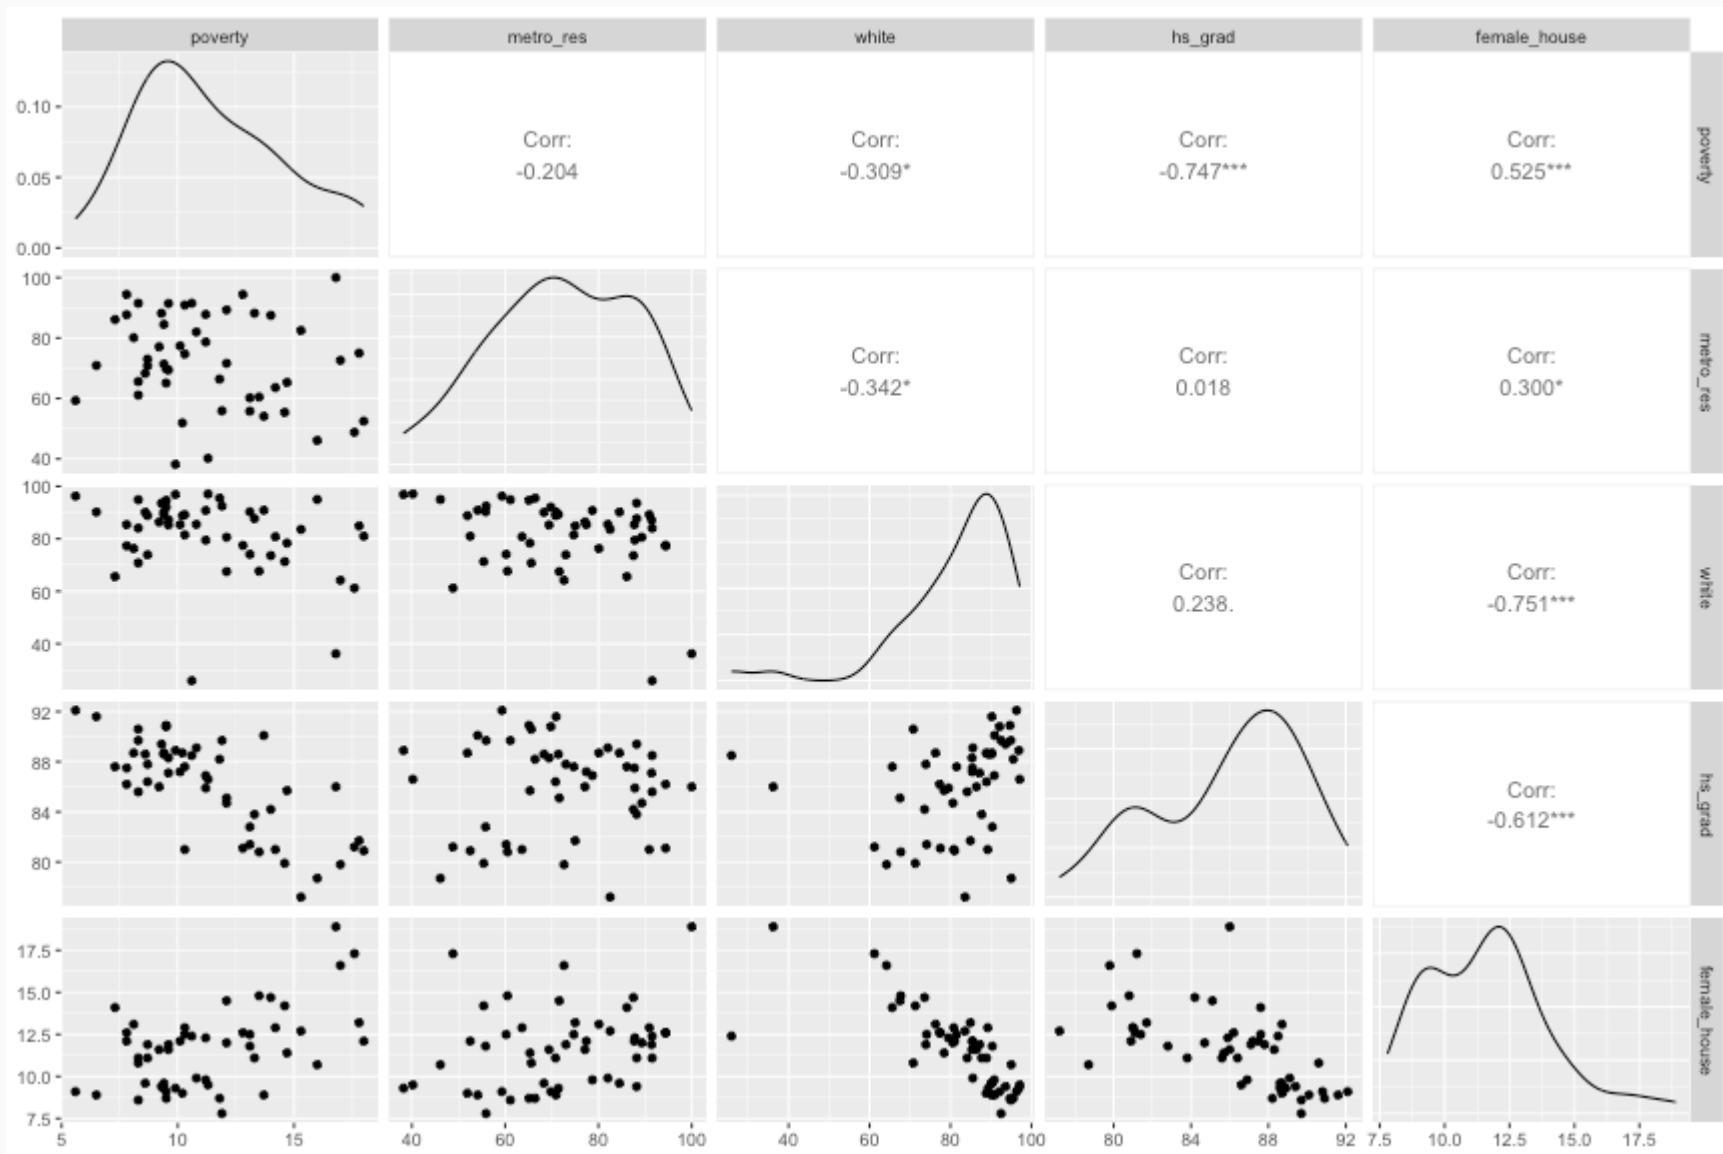 poverty
metro_res
white
hs_grad
female_house
0.10
0.05
0.00
Corr:
-0.204
Corr:
-0.309*
Corr:
-0.747***
Corr:
0.525***
poverty
100
80
60
40
Corr:
-0.342*
Corr:
0.018
Corr:
0.300*
metro_res
100
80
60
40
Corr:
0.238.
Corr:
-0.751***
white
92
88
84
80
Corr:
-0.612***
hs_grad
17.5
15.0
12.5
10.0
7.5
female_house
5 10 15
40 60 80 100
40 60 80 100
80 84 88 92
7.5 10.0 12.5 15.0 17.5